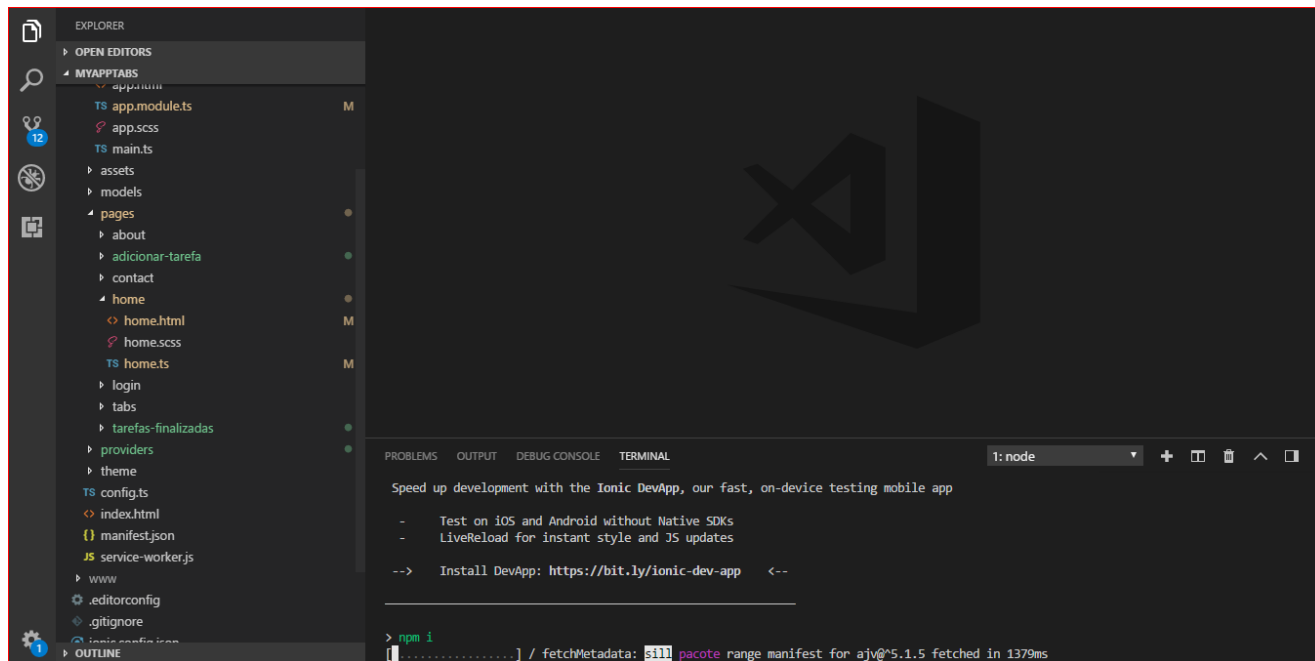 EXPLORER
OPEN EDITORS
MYAPPTABS
app.html
TS app.module.ts M
app.scss
TS main.ts
12
assets
models
pages
about
adicionar-tarefa
contact
home
<> home.html M
home.scss
TS home.ts M
login
tabs
tarefas-finalizadas
providers
theme
TS config.ts
<> index.html
{} manifest.json
JS service-worker.js
www
.editorconfig
.gitignore
ionic.config.json
1
OUTLINE
PROBLEMS OUTPUT DEBUG CONSOLE TERMINAL 1: node
Speed up development with the Ionic DevApp, our fast, on-device testing mobile app
- Test on iOS and Android without Native SDKs
- LiveReload for instant style and JS updates
--> Install DevApp: https://bit.ly/ionic-dev-app <--
> npm i
[ .................] / fetchMetadata: sill pacote range manifest for ajv@^5.1.5 fetched in 1379ms